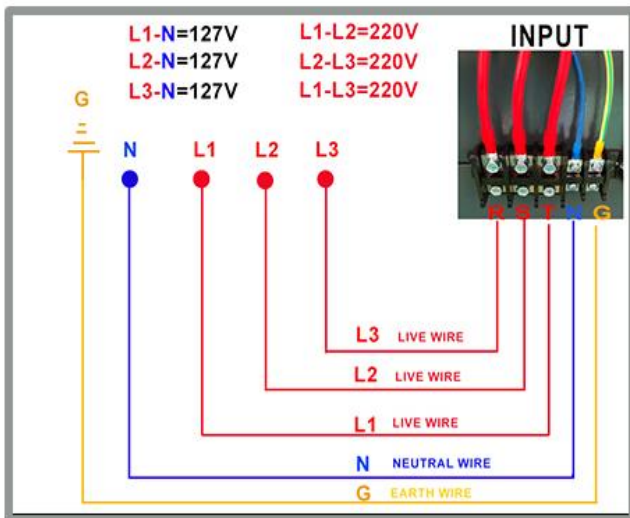 L1-N=127V L1-L2=220V INPUT
L2-N=127V L2-L3=220V
L3-N=127V L1-L3=220V
G
N L1 L2 L3
R S T N G
L3 LIVE WIRE
L2 LIVE WIRE
L1 LIVE WIRE
N NEUTRAL WIRE
G EARTH WIRE